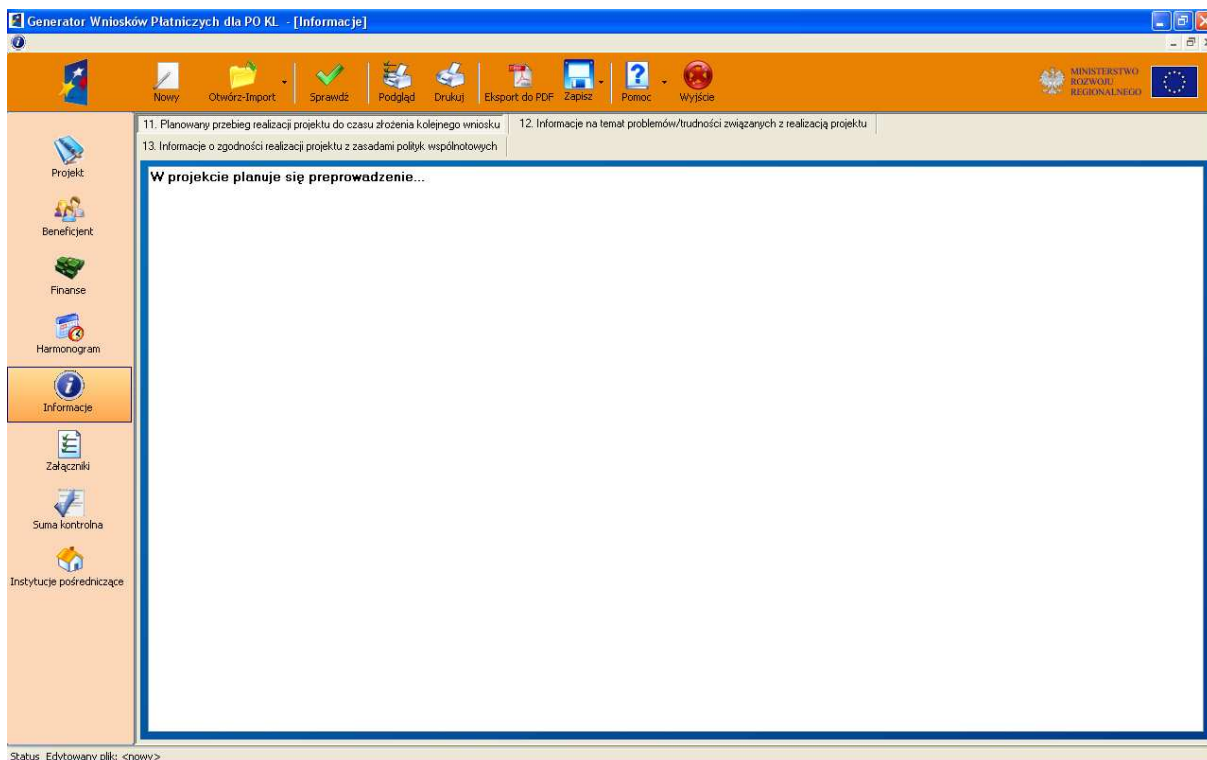 Generator Wniosków Płatniczych dla PO KL - [Informacje]
Nowy Otwórz-Import Sprawdź Podgląd Drukuj Eksport do PDF Zapisz Pomoc Wyjście
MINISTERSTWO
ROZWOJU
REGIONALNEGO
11. Planowany przebieg realizacji projektu do czasu złożenia kolejnego wniosku
12. Informacje na temat problemów/trudności związanych z realizacją projektu
13. Informacje o zgodności realizacji projektu z zasadami polityk wspólnotowych
W projekcie planuje się preprowadzenie...
Projekt
Beneficjent
Finanse
Harmonogram
Informacje
Załączniki
Suma kontrolna
Instytucje pośredniczące
Status Edytowany plik: <nowy>